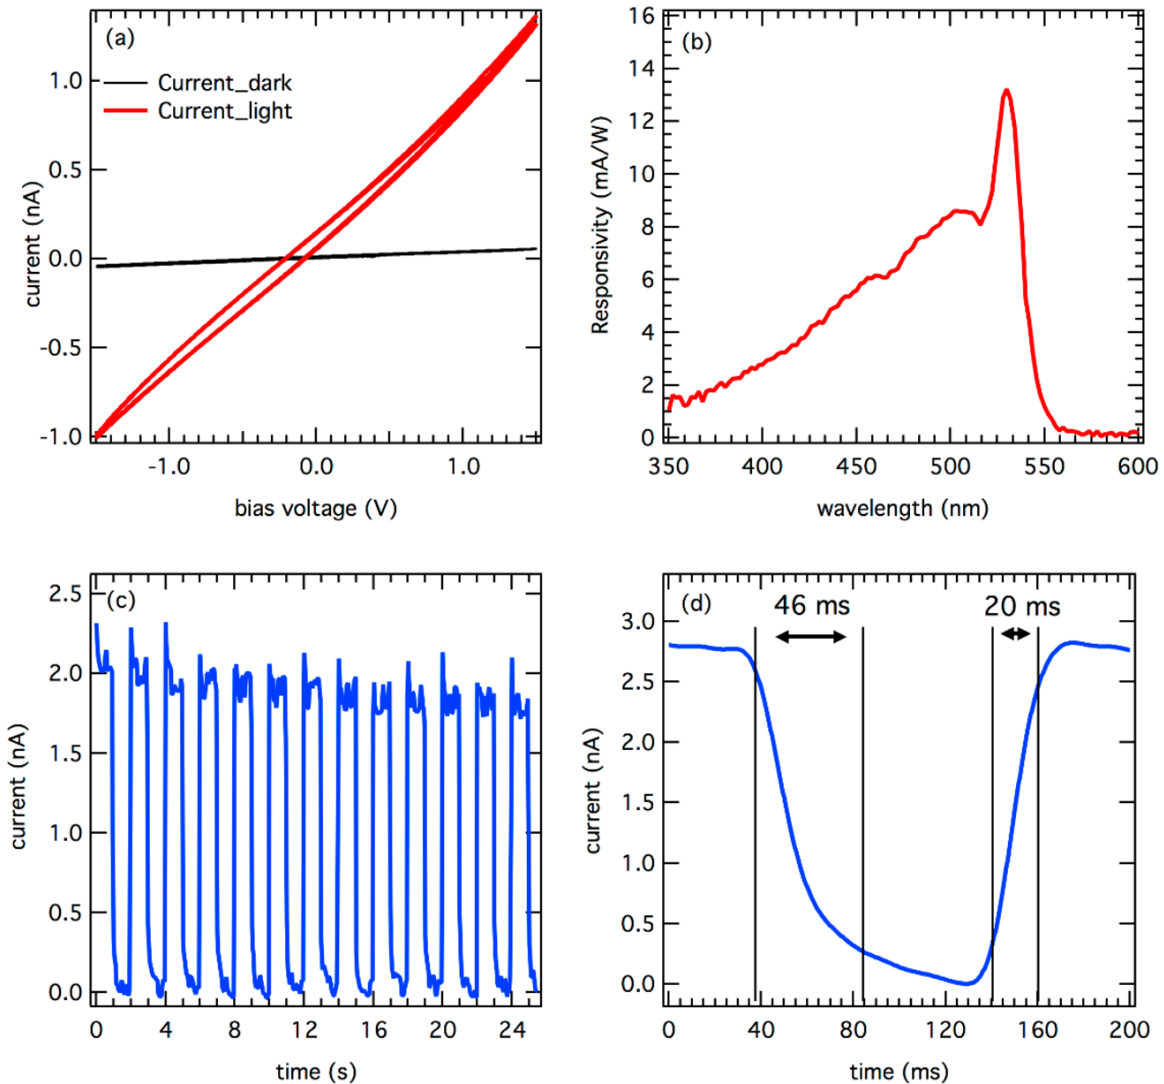 (a)
Current_dark
Current_light
1.0
0.5
0.0
-0.5
-1.0
current (nA)
-1.0 0.0 1.0
bias voltage (V)
(b)
16
14
12
10
8
6
4
2
0
Responsivity (mA/W)
350 400 450 500 550 600
wavelength (nm)
(c)
2.5
2.0
1.5
1.0
0.5
0.0
current (nA)
0 4 8 12 16 20 24
time (s)
(d)
46 ms
20 ms
3.0
2.5
2.0
1.5
1.0
0.5
0.0
current (nA)
0 40 80 120 160 200
time (ms)